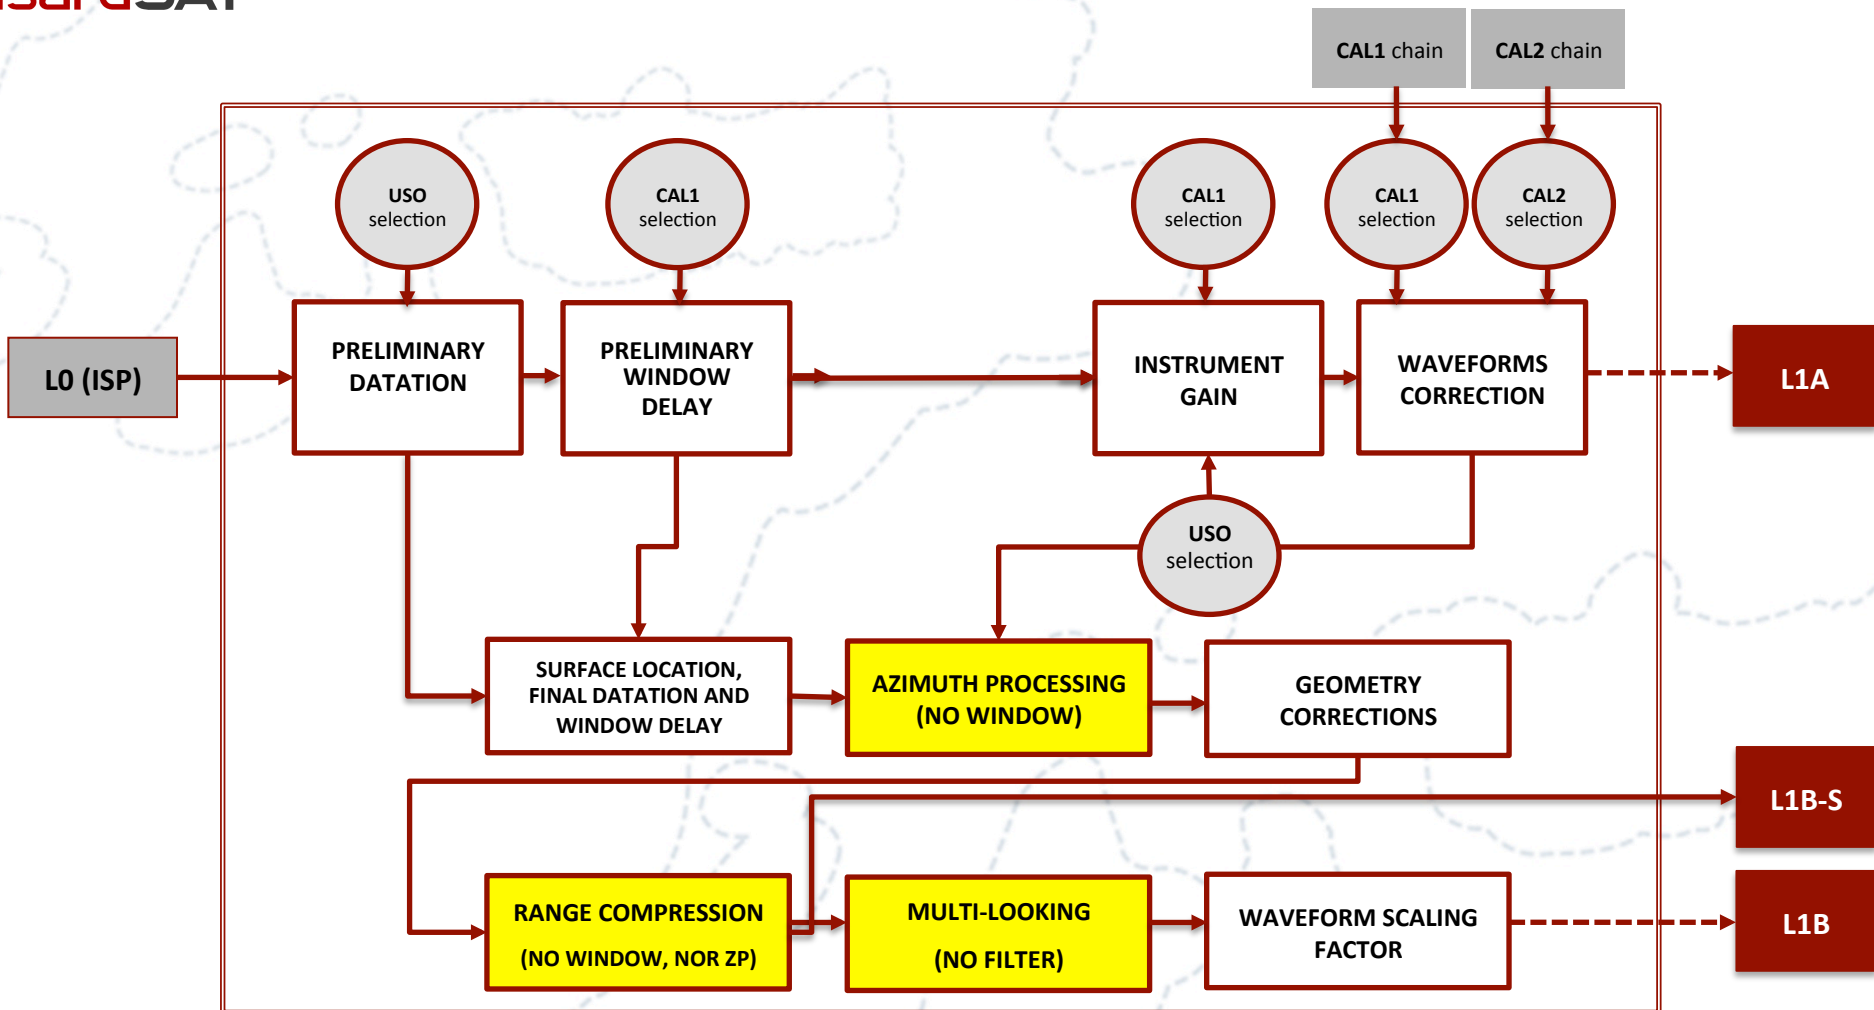 isardSAT
CAL1 chain
CAL2 chain
USO
selection
CAL1
selection
CAL1
selection
CAL1
selection
CAL2
selection
L0 (ISP)
PRELIMINARY
DATATION
PRELIMINARY
WINDOW
DELAY
INSTRUMENT
GAIN
WAVEFORMS
CORRECTION
L1A
USO
selection
SURFACE LOCATION,
FINAL DATATION AND
WINDOW DELAY
AZIMUTH PROCESSING
(NO WINDOW)
GEOMETRY
CORRECTIONS
L1B-S
RANGE COMPRESSION
(NO WINDOW, NOR ZP)
MULTI-LOOKING
(NO FILTER)
WAVEFORM SCALING
FACTOR
L1B